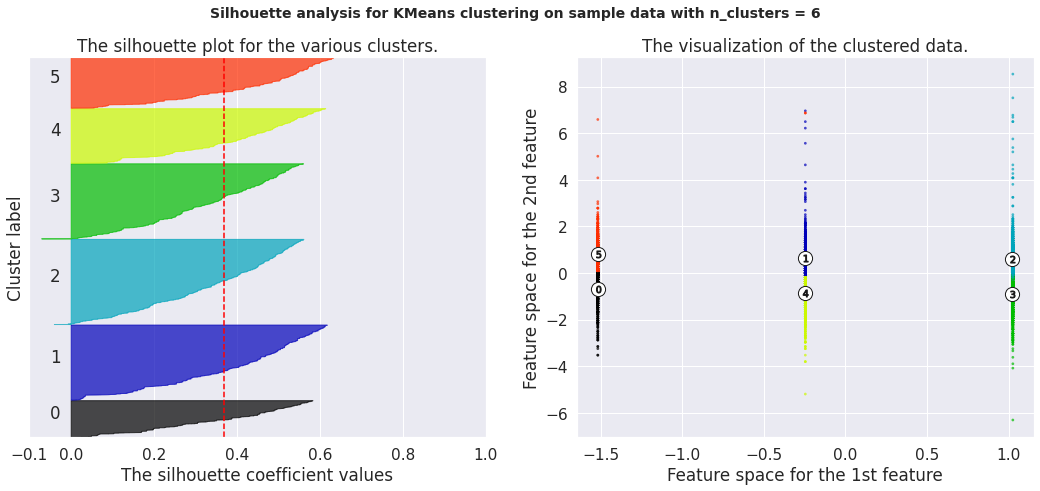 Silhouette analysis for KMeans clustering on sample data with n_clusters = 6
The silhouette plot for the various clusters.
Cluster label
5
4
3
2
1
0
−0.1 0.0 0.2 0.4 0.6 0.8 1.0
The silhouette coefficient values
The visualization of the clustered data.
Feature space for the 2nd feature
8
6
4
2
0
−2
−4
−6
5 1 2
0 4 3
−1.5 −1.0 −0.5 0.0 0.5 1.0
Feature space for the 1st feature